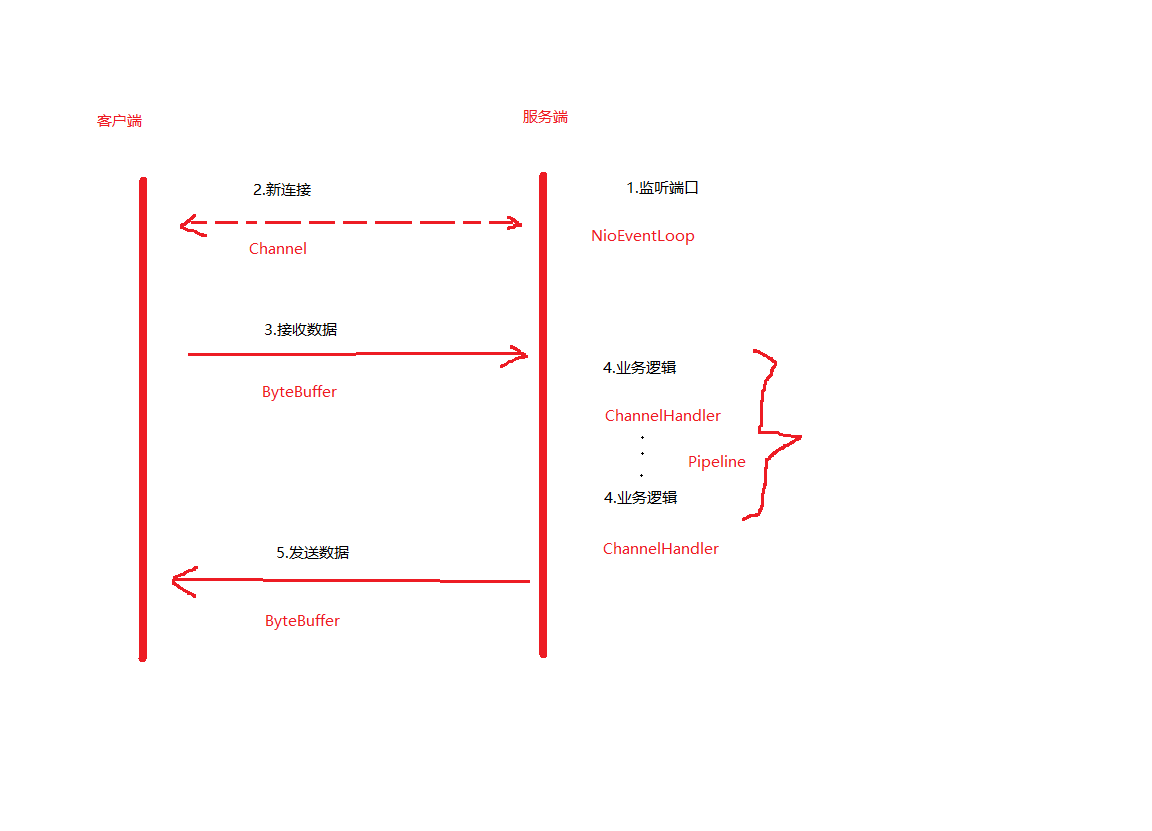 客户端
服务端
2.新连接
1.监听端口
Channel
NioEventLoop
3.接收数据
ByteBuffer
4.业务逻辑
ChannelHandler
Pipeline
4.业务逻辑
ChannelHandler
5.发送数据
ByteBuffer